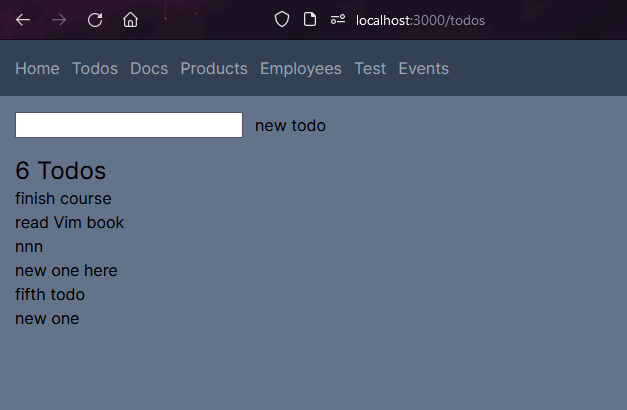 localhost:3000/todos
Home Todos Docs Products Employees Test Events
new todo
6 Todos
finish course
read Vim book
nnn
new one here
fifth todo
new one